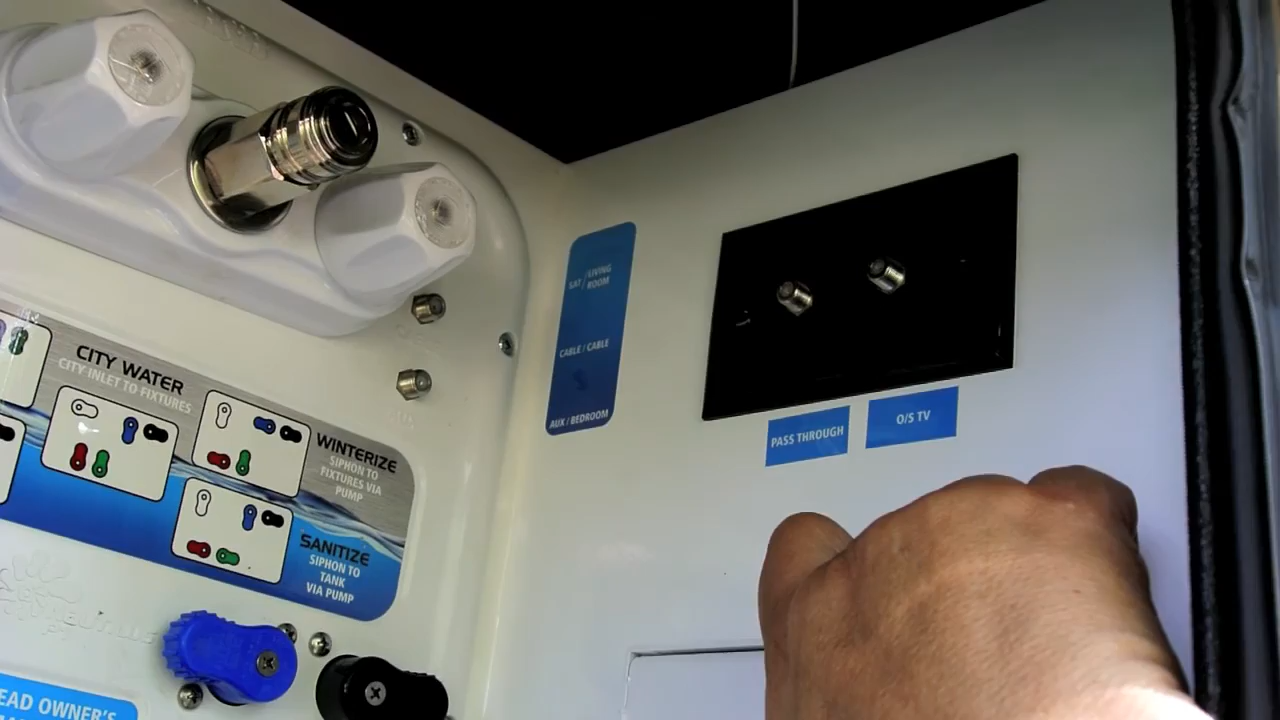 SAT / LIVING
ROOM
CABLE / CABLE
AUX / BEDROOM
PASS THROUGH
O/S TV
CITY WATER
CITY INLET TO FIXTURES
WINTERIZE
SIPHON TO
FIXTURES VIA
PUMP
SANITIZE
SIPHON TO
TANK
VIA PUMP
EAD OWNER'S